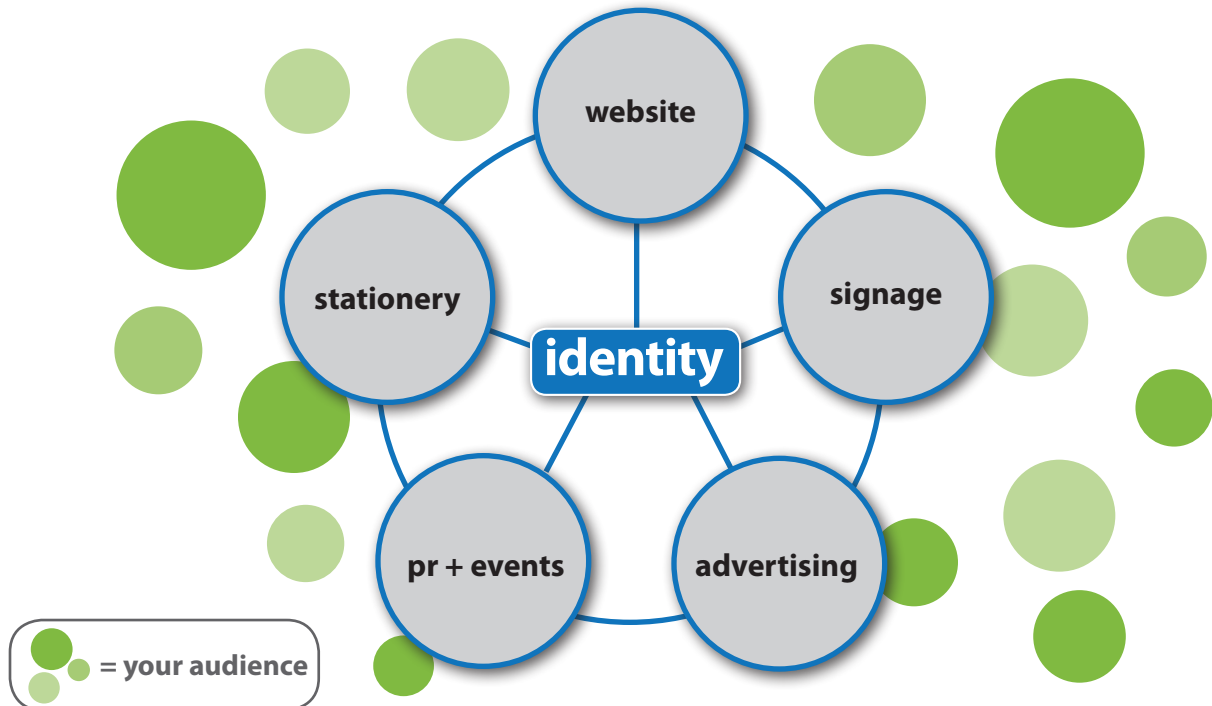 website
stationery
signage
identity
pr + events
advertising
= your audience